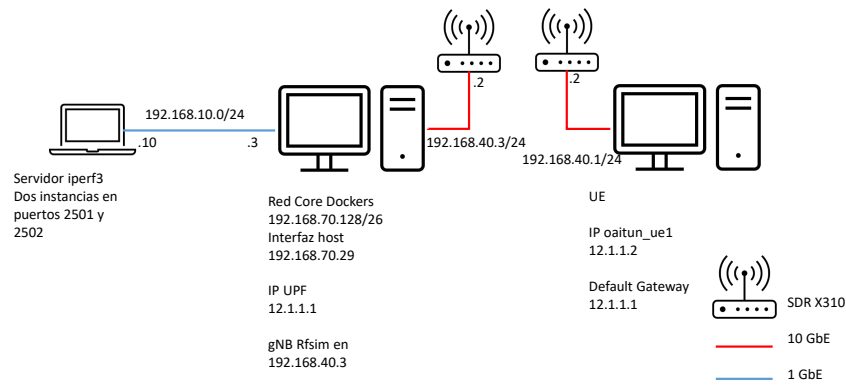 192.168.10.0/24
.10
.3
.2
.2
192.168.40.3/24
192.168.40.1/24
Servidor iperf3
Dos instancias en
puertos 2501 y
2502
Red Core Dockers
192.168.70.128/26
Interfaz host
192.168.70.29
IP UPF
12.1.1.1
gNB Rfsim en
192.168.40.3
UE
IP oaitun_ue1
12.1.1.2
Default Gateway
12.1.1.1
SDR X310
10 GbE
1 GbE